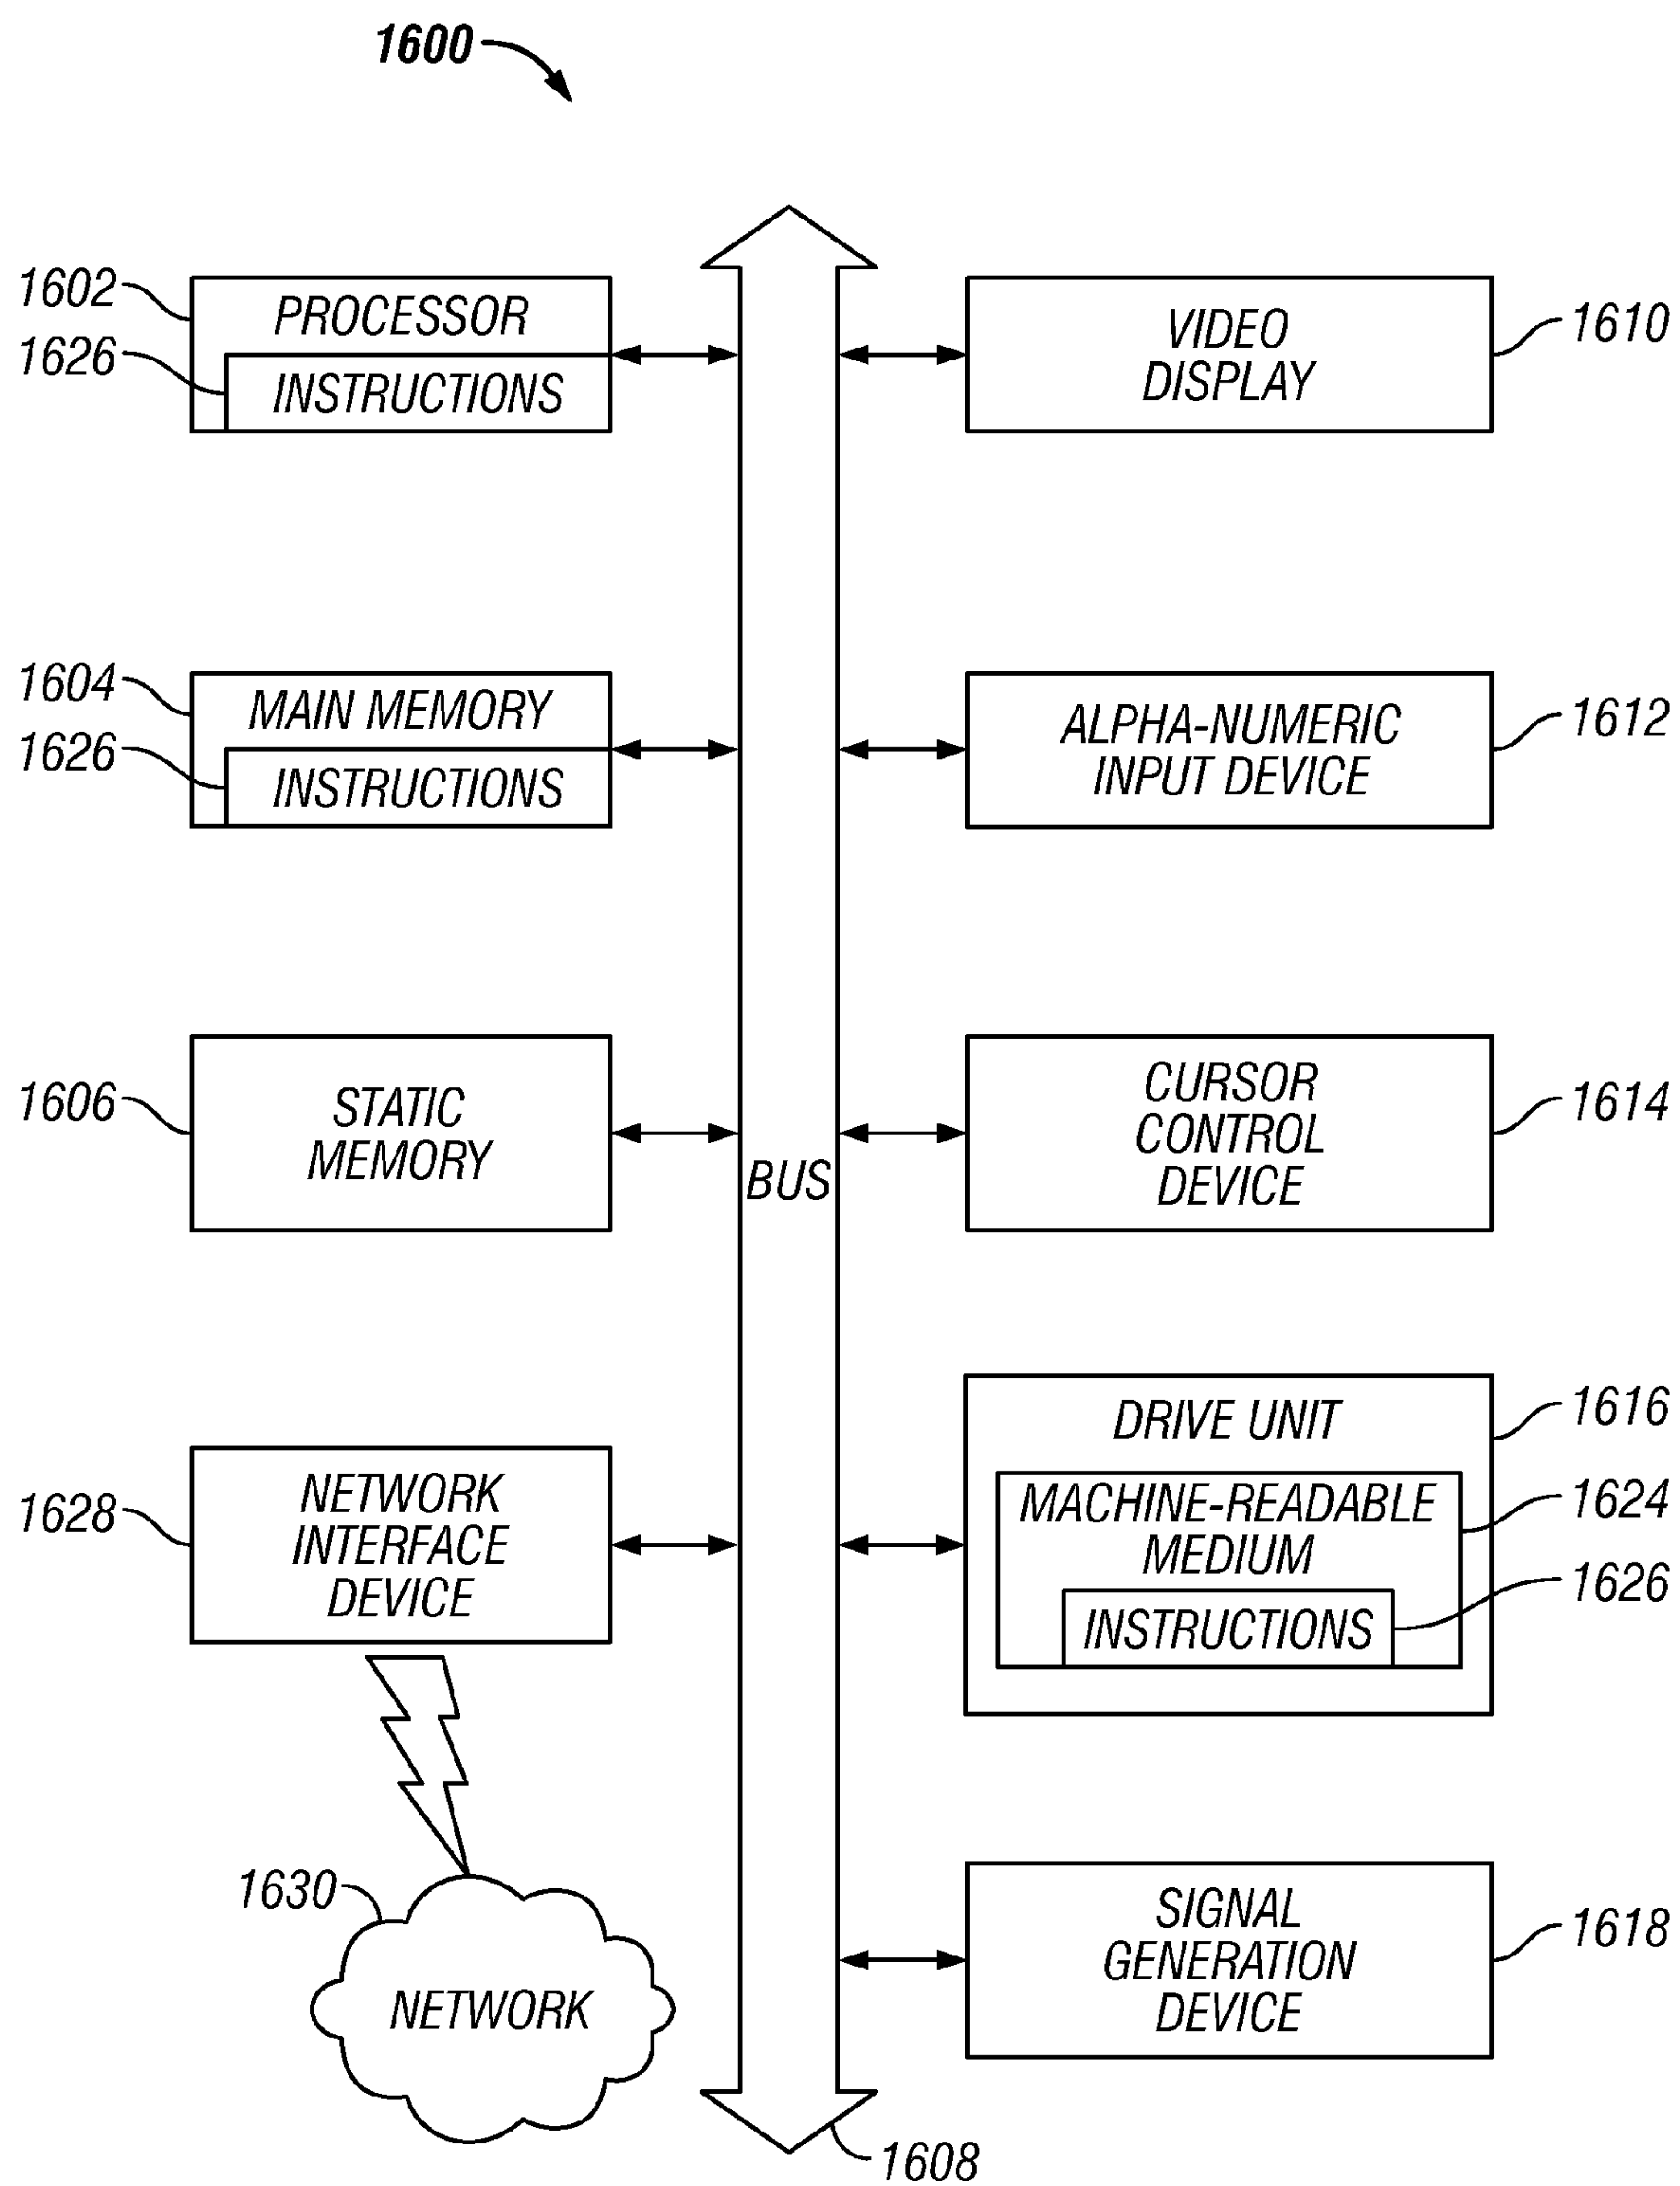 1600
1602
PROCESSOR
1626
INSTRUCTIONS
VIDEO
DISPLAY
1610
1604
MAIN MEMORY
1626
INSTRUCTIONS
ALPHA-NUMERIC
INPUT DEVICE
1612
1606
STATIC
MEMORY
BUS
CURSOR
CONTROL
DEVICE
1614
1628
NETWORK
INTERFACE
DEVICE
DRIVE UNIT
1616
MACHINE-READABLE
MEDIUM
1624
INSTRUCTIONS
1626
1630
NETWORK
SIGNAL
GENERATION
DEVICE
1618
1608